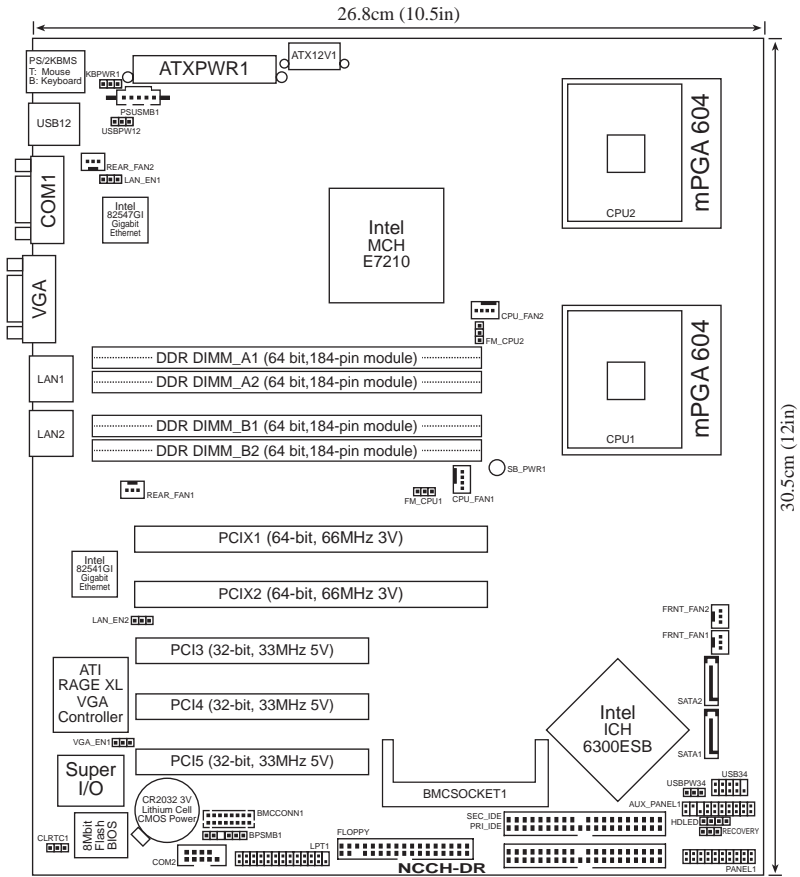 26.8cm (10.5in)
PS/2KBMS
T: Mouse
B: Keyboard
KBPWR1
ATXPWR1
ATX12V1
PSUSMB1
USBPW12
USB12
REAR_FAN2
LAN_EN1
COM1
Intel
82547GI
Gigabit
Ethernet
Intel
MCH
E7210
CPU2
mPGA 604
VGA
CPU_FAN2
FM_CPU2
DDR DIMM_A1 (64 bit,184-pin module)
DDR DIMM_A2 (64 bit,184-pin module)
LAN1
DDR DIMM_B1 (64 bit,184-pin module)
DDR DIMM_B2 (64 bit,184-pin module)
LAN2
CPU1
mPGA 604
30.5cm (12in)
SB_PWR1
REAR_FAN1
FM_CPU1
CPU_FAN1
PCIX1 (64-bit, 66MHz 3V)
Intel
82541GI
Gigabit
Ethernet
PCIX2 (64-bit, 66MHz 3V)
LAN_EN2
FRNT_FAN2
FRNT_FAN1
PCI3 (32-bit, 33MHz 5V)
ATI
RAGE XL
VGA
Controller
PCI4 (32-bit, 33MHz 5V)
Intel
ICH
6300ESB
SATA2
SATA1
VGA_EN1
PCI5 (32-bit, 33MHz 5V)
Super
I/O
BMCSOCKET1
USB34
USBPW34
CR2032 3V
Lithium Cell
CMOS Power
BMCCONN1
AUX_PANEL1
SEC_IDE
PRI_IDE
HDLED
RECOVERY
CLRTC1
8Mbit
Flash
BIOS
BPSMB1
FLOPPY
COM2
LPT1
NCCH-DR
PANEL1